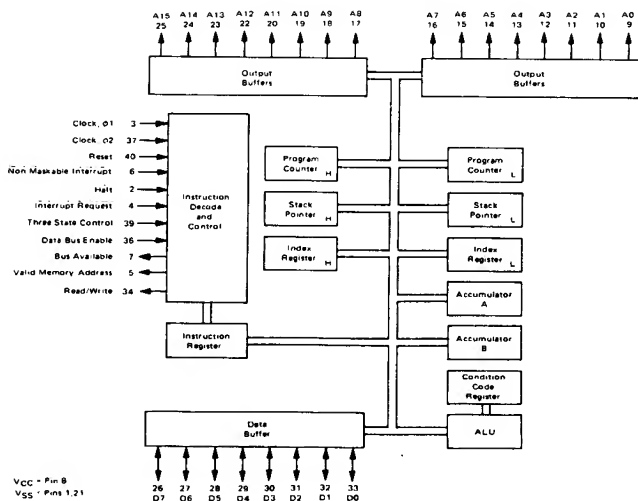 A15 A14 A13 A12 A11 A10 A9 A8 A7 A6 A5 A4 A3 A2 A1 A0
25 24 23 22 20 19 18 17 16 15 14 13 12 11 10 9
Output Buffers
Output Buffers
Clock, ø1 3
Clock, ø2 37
Reset 40
Non Maskable Interrupt 6
Halt 2
Interrupt Request 4
Three State Control 39
Data Bus Enable 36
Bus Available 7
Valid Memory Address 5
Read/Write 34
Instruction
Decode
and
Control
Program
Counter H
Program
Counter L
Stack
Pointer H
Stack
Pointer L
Index
Register H
Index
Register L
Accumulator
A
Instruction
Register
Accumulator
B
Condition
Code
Register
ALU
Data
Buffer
VCC = Pin 8
VSS = Pins 1,21
26 27 28 29 30 31 32 33
D7 D6 D5 D4 D3 D2 D1 D0